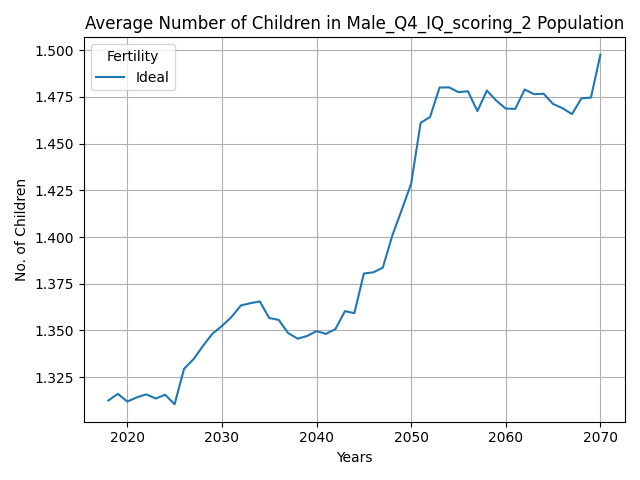 Average Number of Children in Male_Q4_IQ_scoring_2 Population
Fertility
Ideal
No. of Children
1.500
1.475
1.450
1.425
1.400
1.375
1.350
1.325
2020 2030 2040 2050 2060 2070
Years